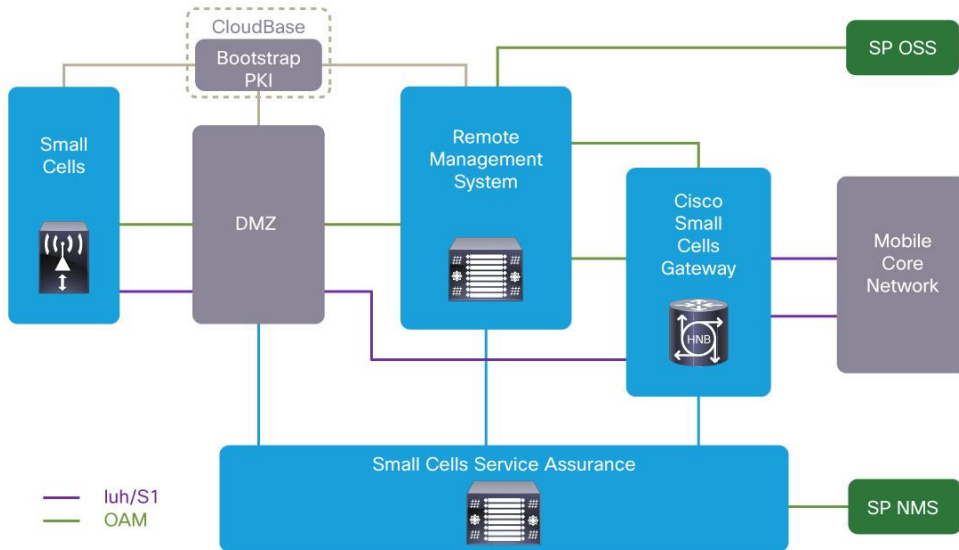 CloudBase
Bootstrap
PKI
SP OSS
Small
Cells
DMZ
Remote
Management
System
Cisco
Small
Cells
Gateway
HNB
Mobile
Core
Network
Small Cells Service Assurance
Iuh/S1
OAM
SP NMS